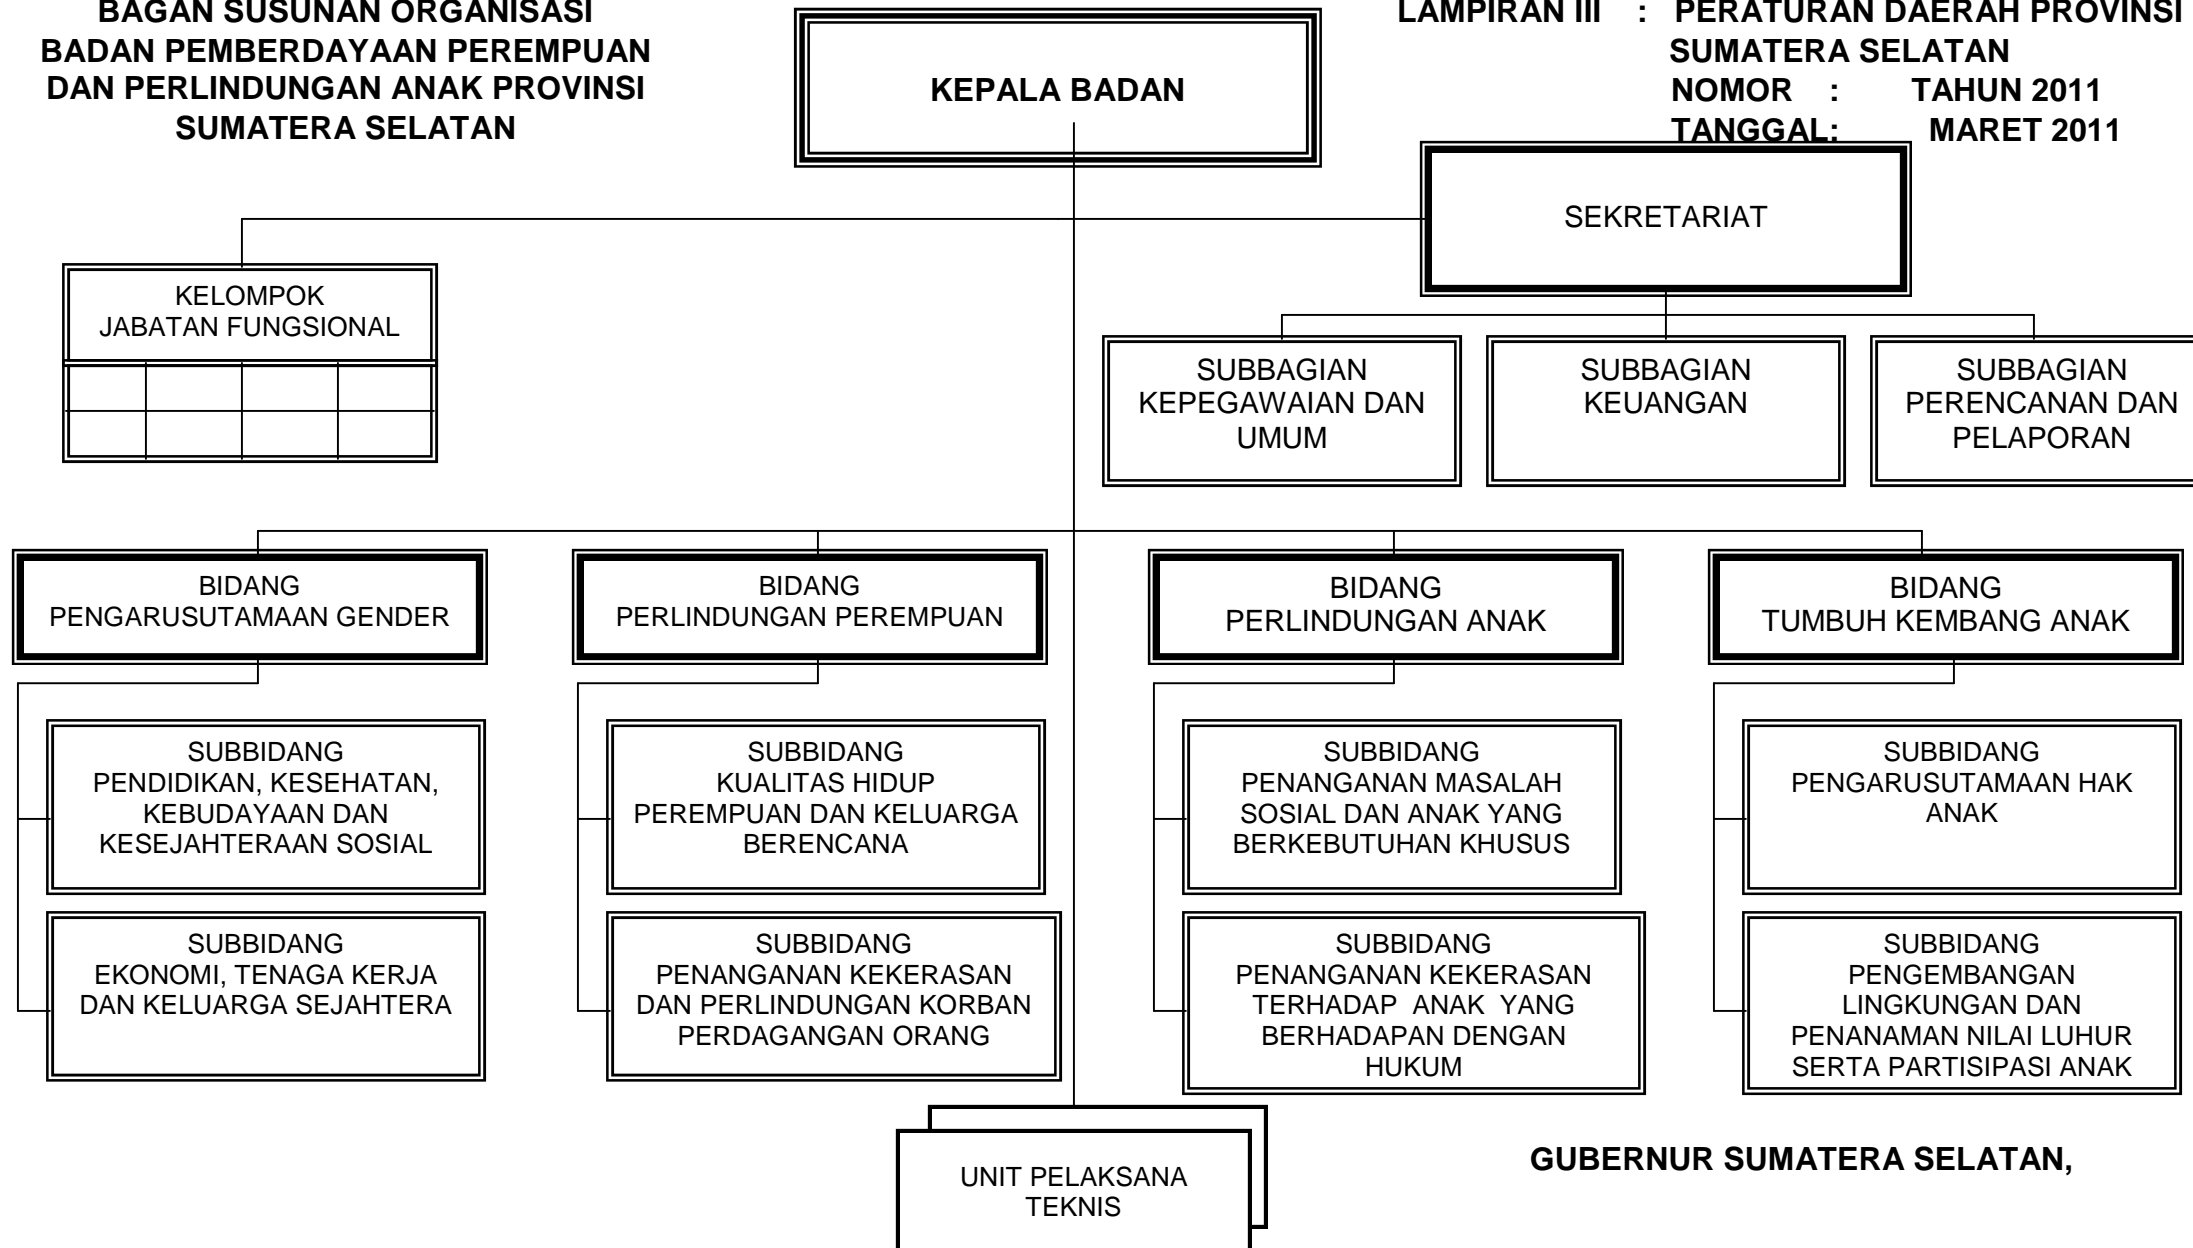 BAGAN SUSUNAN ORGANISASI
BADAN PEMBERDAYAAN PEREMPUAN
DAN PERLINDUNGAN ANAK PROVINSI
SUMATERA SELATAN
KEPALA BADAN
LAMPIRAN III : PERATURAN DAERAH PROVINSI
SUMATERA SELATAN
NOMOR : TAHUN 2011
TANGGAL: MARET 2011
SEKRETARIAT
KELOMPOK
JABATAN FUNGSIONAL
SUBBAGIAN
KEPEGAWAIAN DAN
UMUM
SUBBAGIAN
KEUANGAN
SUBBAGIAN
PERENCANAN DAN
PELAPORAN
BIDANG
PENGARUSUTAMAAN GENDER
BIDANG
PERLINDUNGAN PEREMPUAN
BIDANG
PERLINDUNGAN ANAK
BIDANG
TUMBUH KEMBANG ANAK
SUBBIDANG
PENDIDIKAN, KESEHATAN,
KEBUDAYAAN DAN
KESEJAHTERAAN SOSIAL
SUBBIDANG
KUALITAS HIDUP
PEREMPUAN DAN KELUARGA
BERENCANA
SUBBIDANG
PENANGANAN MASALAH
SOSIAL DAN ANAK YANG
BERKEBUTUHAN KHUSUS
SUBBIDANG
PENGARUSUTAMAAN HAK
ANAK
SUBBIDANG
EKONOMI, TENAGA KERJA
DAN KELUARGA SEJAHTERA
SUBBIDANG
PENANGANAN KEKERASAN
DAN PERLINDUNGAN KORBAN
PERDAGANGAN ORANG
SUBBIDANG
PENANGANAN KEKERASAN
TERHADAP ANAK YANG
BERHADAPAN DENGAN
HUKUM
SUBBIDANG
PENGEMBANGAN
LINGKUNGAN DAN
PENANAMAN NILAI LUHUR
SERTA PARTISIPASI ANAK
UNIT PELAKSANA
TEKNIS
GUBERNUR SUMATERA SELATAN,